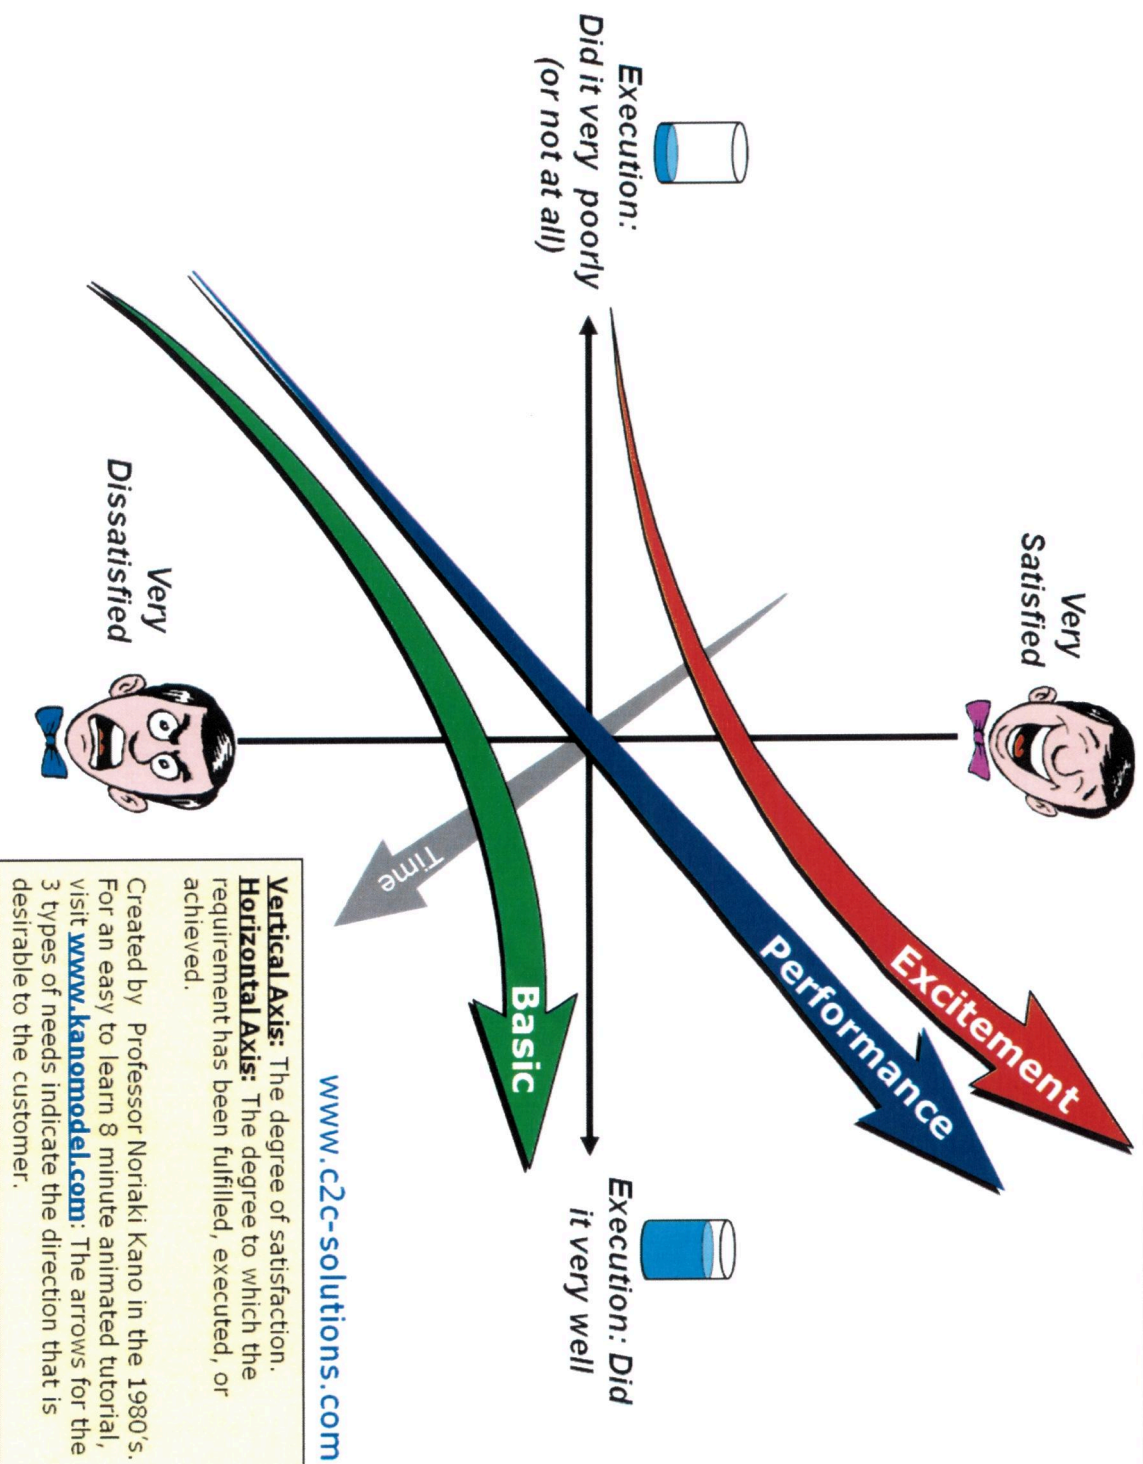 Very
Satisfied
Execution:
Did it very poorly
(or not at all)
Excitement
Performance
Basic
Time
Execution: Did
it very well
Very
Dissatisfied
www.c2c-solutions.com
Vertical Axis: The degree of satisfaction.
Horizontal Axis: The degree to which the
requirement has been fulfilled, executed, or
achieved.
Created by Professor Noriaki Kano in the 1980's.
For an easy to learn 8 minute animated tutorial,
visit www.kanomodel.com: The arrows for the
3 types of needs indicate the direction that is
desirable to the customer.